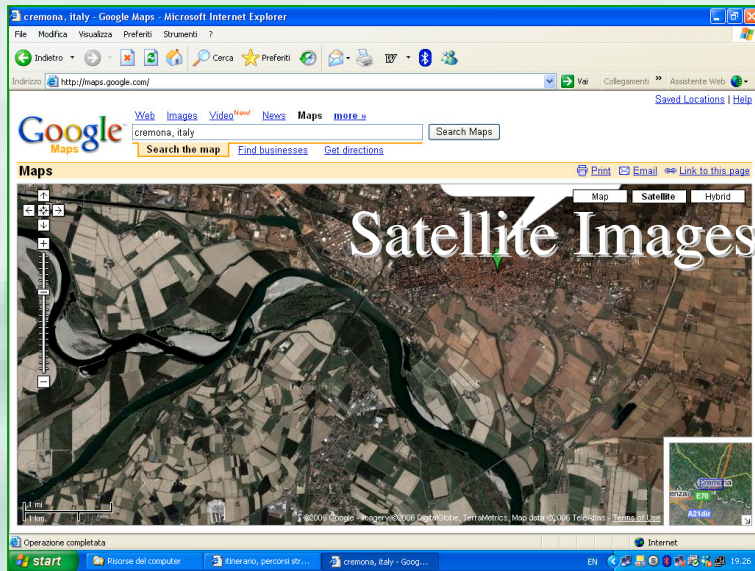 cremona, italy - Google Maps - Microsoft Internet Explorer
File Modifica Visualizza Preferiti Strumenti ?
Indietro Cerca Preferiti
Indirizzo http://maps.google.com/ Vai Collegamenti » Assistente Web
Saved Locations | Help
Web Images Video New! News Maps more »
Google Maps
cremona, italy Search Maps
Search the map Find businesses Get directions
Maps Print Email Link to this page
Map Satellite Hybrid
Satellite Images
Cremona
E70
A21dir
1 mi
1 km
©2006 Google - Imagery ©2006 DigitalGlobe, TerraMetrics, Map data ©2006 TeleAtlas - Terms of Use
Operazione completata Internet
start Risorse del computer itinerario, percorsi str... cremona, italy - Goog... EN 19.26